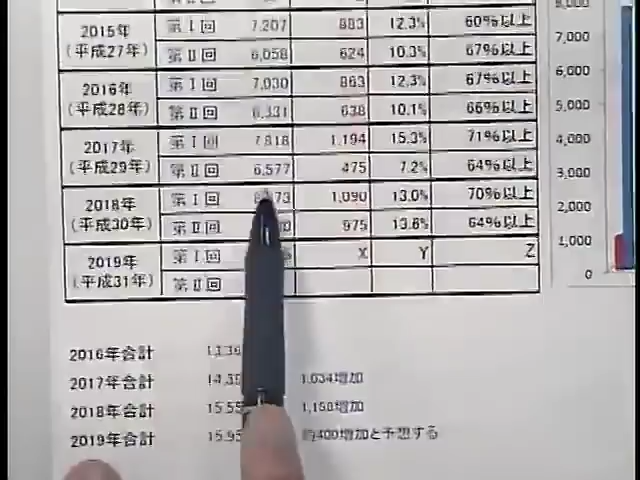 2015年
(平成27年)
第Ⅰ回 7,207 883 12.3% 60%以上
第Ⅱ回 6,058 624 10.3% 67%以上
2016年
(平成28年)
第Ⅰ回 7,030 863 12.3% 67%以上
第Ⅱ回 6,331 638 10.1% 66%以上
2017年
(平成29年)
第Ⅰ回 7,818 1,194 15.3% 71%以上
第Ⅱ回 6,577 475 7.2% 64%以上
2018年
(平成30年)
第Ⅰ回 1,090 13.0% 70%以上
第Ⅱ回 975 13.6% 64%以上
2019年
(平成31年)
第Ⅰ回 X Y Z
第Ⅱ回
2016年合計
2017年合計 1,034増加
2018年合計 1,150増加
2019年合計 約400増加と予想する
7,000
6,000
5,000
4,000
3,000
2,000
1,000
0